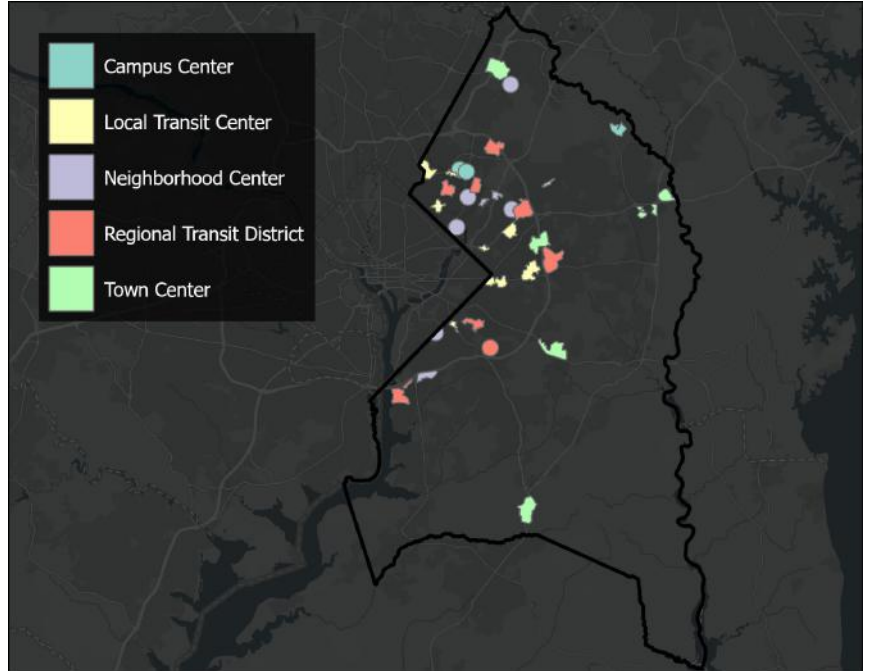 Campus Center
Local Transit Center
Neighborhood Center
Regional Transit District
Town Center